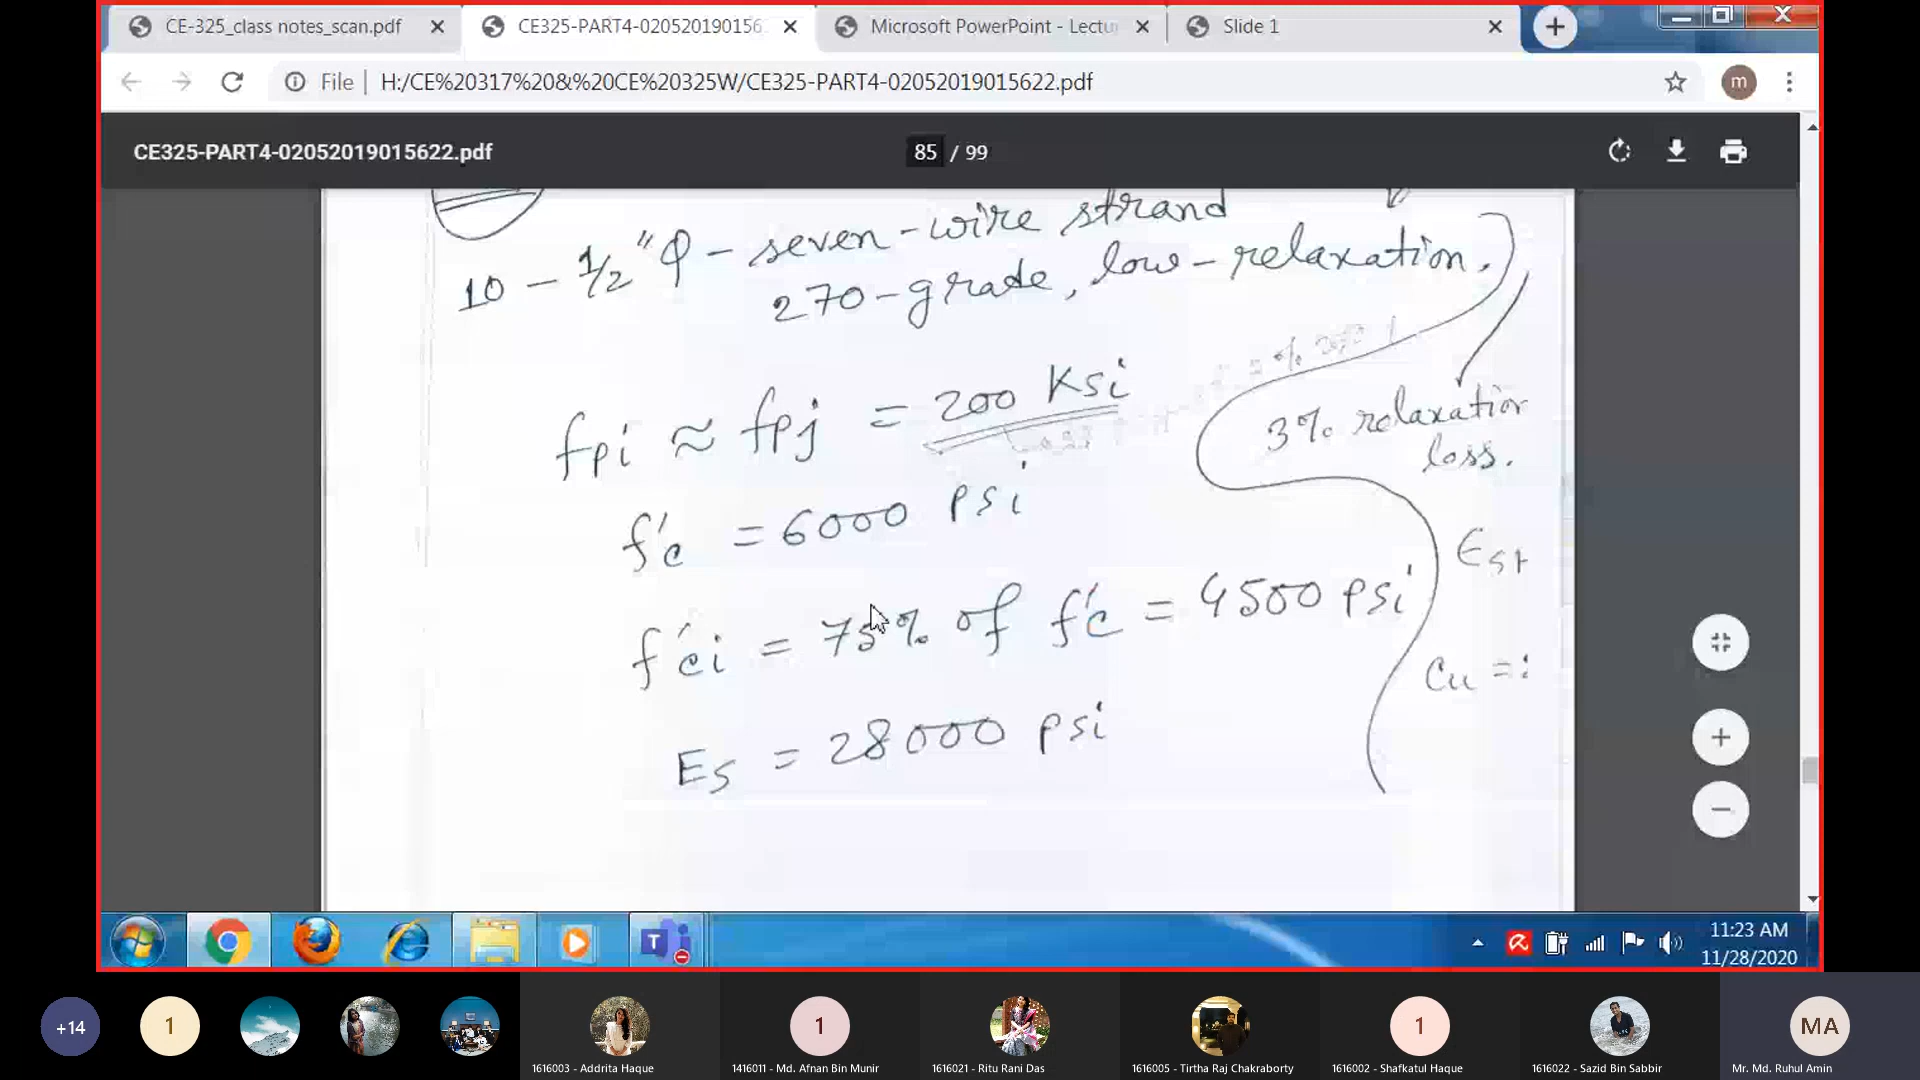 CE-325_class notes_scan.pdf
CE325-PART4-0205201901562
Microsoft PowerPoint - Lectu
Slide 1
File
H:/CE%20317%20&%20CE%20325W/CE325-PART4-02052019015622.pdf
m
CE325-PART4-02052019015622.pdf
85 / 99
10 - 1/2"φ - seven-wire strand
270-grade, low-relaxation.
3% relaxation
loss.
fpi ≈ fpj = 200 Ksi
f'c = 6000 psi
f'ci = 75% of f'c = 4500 psi
Es = 28000 psi
Cu =
11:23 AM
11/28/2020
+14
1
1616003 - Addrita Haque
1
1416011 - Md. Afnan Bin Munir
1616021 - Ritu Rani Das
1616005 - Tirtha Raj Chakraborty
1
1616002 - Shafkatul Haque
1616022 - Sazid Bin Sabbir
MA
Mr. Md. Ruhul Amin